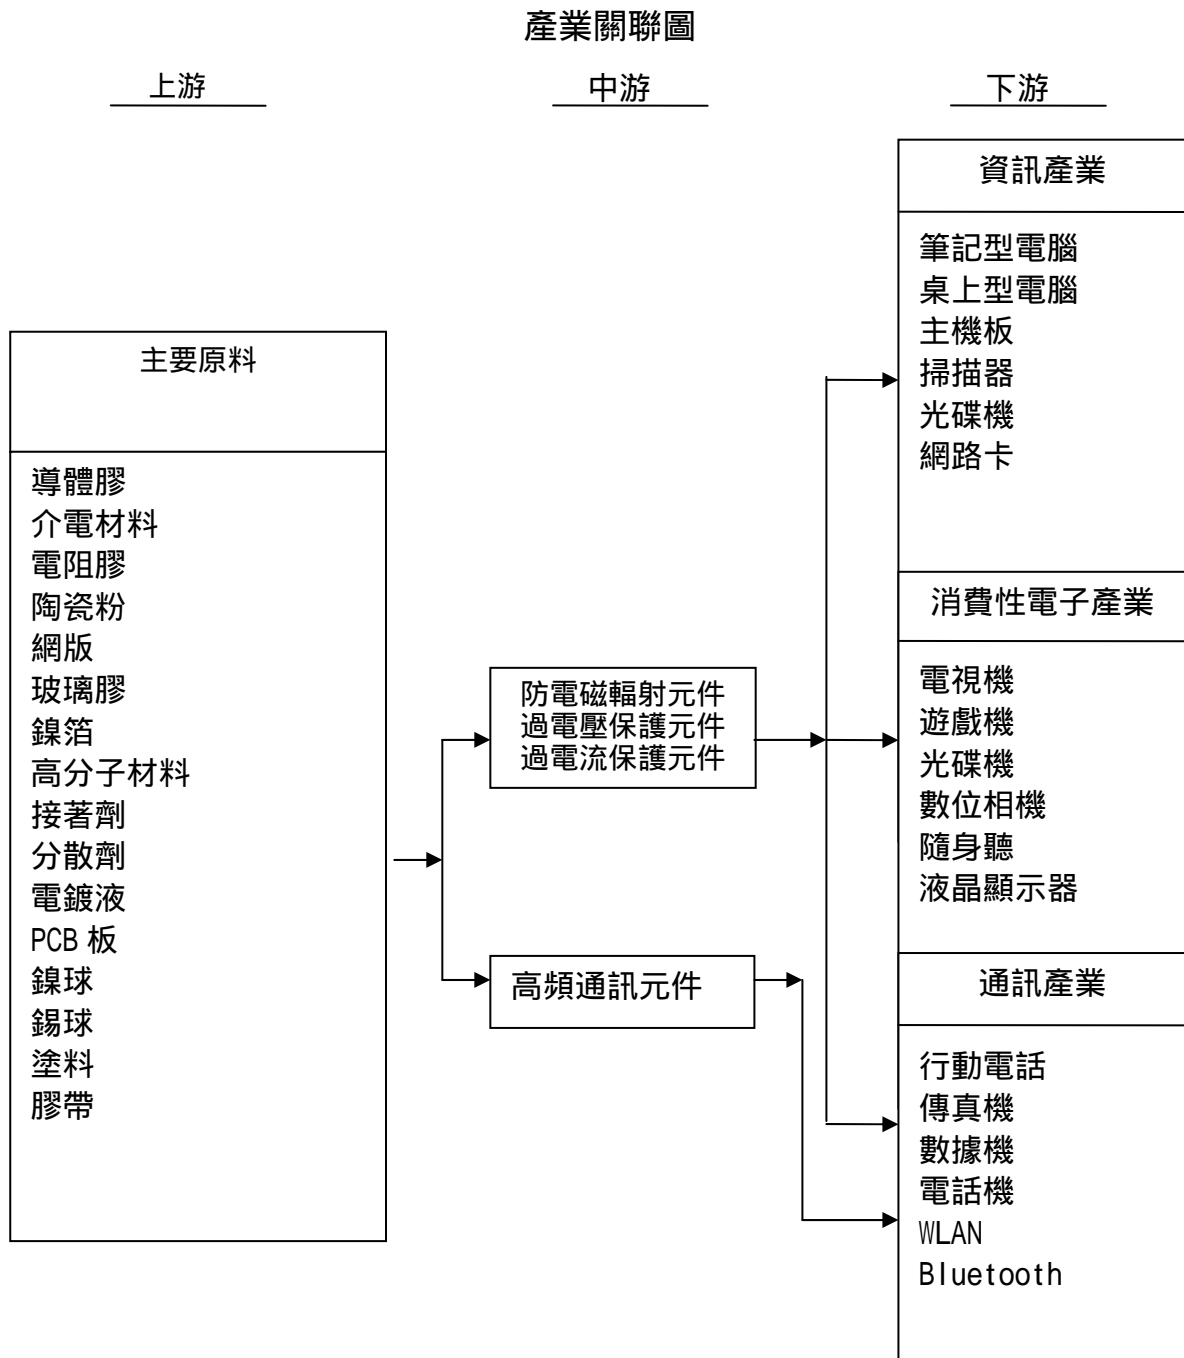 產業關聯圖
上游
中游
下游
主要原料
導體膠
介電材料
電阻膠
陶瓷粉
網版
玻璃膠
鎳箔
高分子材料
接著劑
分散劑
電鍍液
PCB 板
鎳球
錫球
塗料
膠帶
防電磁輻射元件
過電壓保護元件
過電流保護元件
高頻通訊元件
資訊產業
筆記型電腦
桌上型電腦
主機板
掃描器
光碟機
網路卡
消費性電子產業
電視機
遊戲機
光碟機
數位相機
隨身聽
液晶顯示器
通訊產業
行動電話
傳真機
數據機
電話機
WLAN
Bluetooth